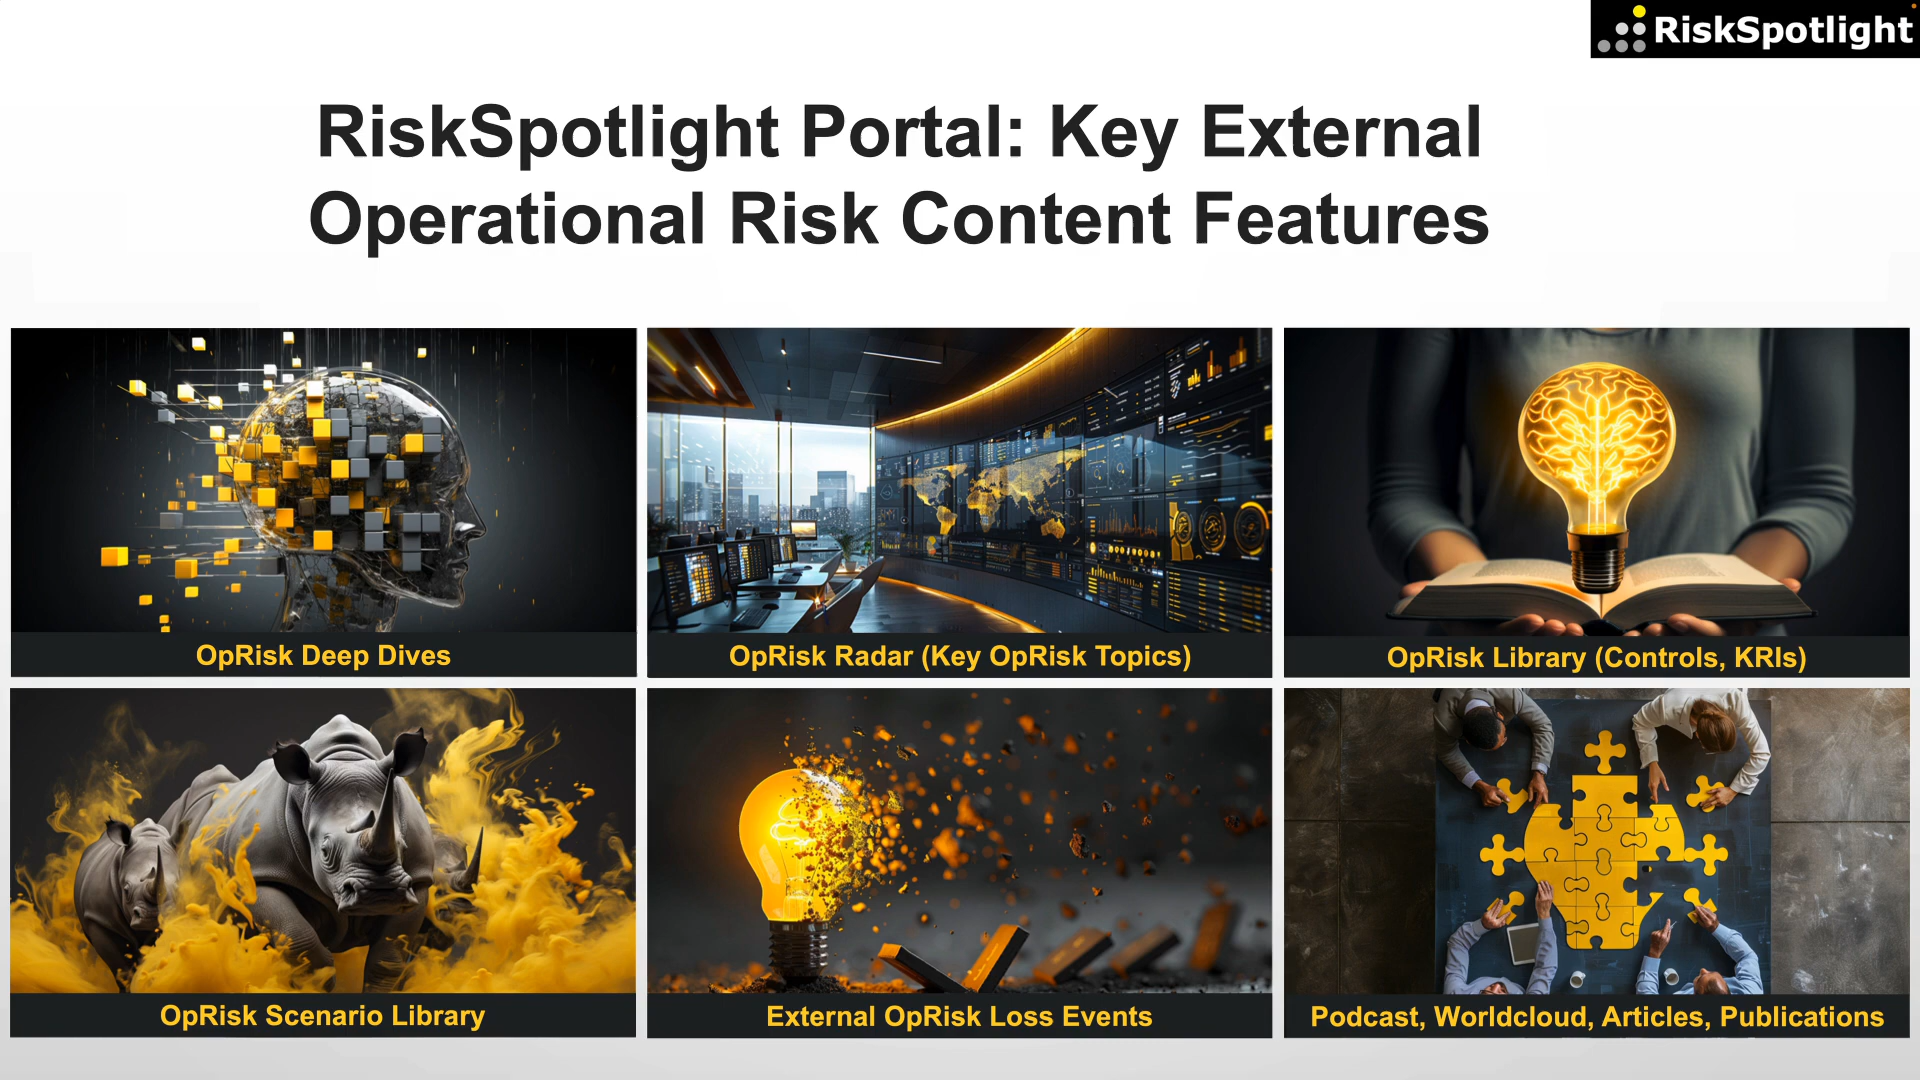 RiskSpotlight
RiskSpotlight Portal: Key External
Operational Risk Content Features
OpRisk Deep Dives
OpRisk Radar (Key OpRisk Topics)
OpRisk Library (Controls, KRIs)
OpRisk Scenario Library
External OpRisk Loss Events
Podcast, Worldcloud, Articles, Publications